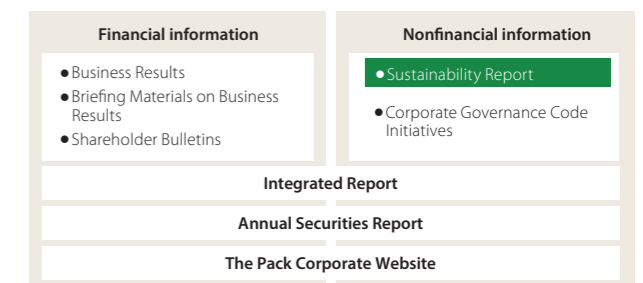 Financial information
● Business Results
● Briefing Materials on Business
Results
● Shareholder Bulletins
Nonfinancial information
● Sustainability Report
● Corporate Governance Code
Initiatives
Integrated Report
Annual Securities Report
The Pack Corporate Website